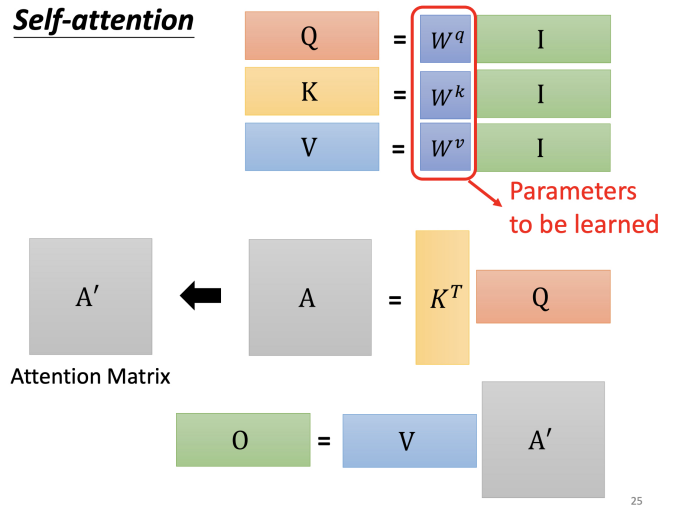 Self-attention
Q = W^q I
K = W^k I
V = W^v I
Parameters
to be learned
A′ A = K^T Q
Attention Matrix
O = V A′
25